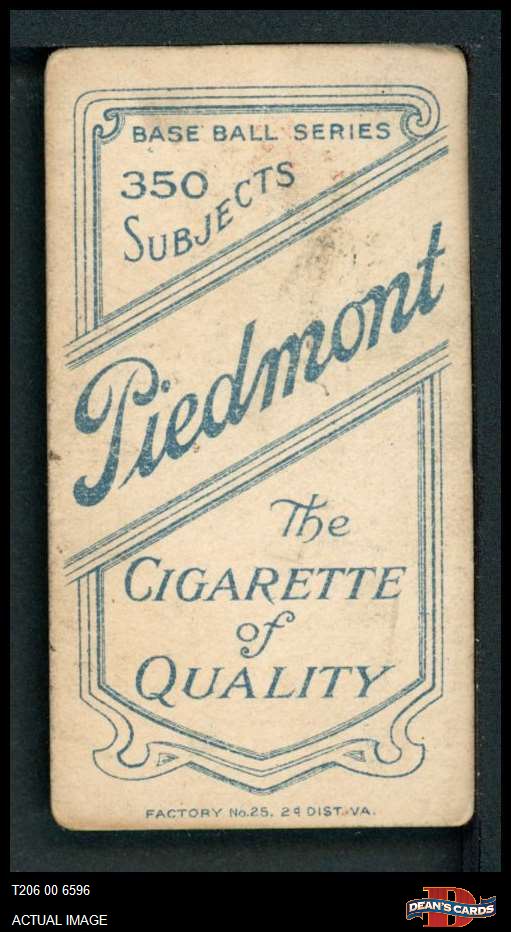 BASE BALL SERIES
350
SUBJECTS
Piedmont
The
CIGARETTE
of
QUALITY
FACTORY No.25, 2d DIST. VA.
T206 00 6596
ACTUAL IMAGE
D
DEAN'S CARDS